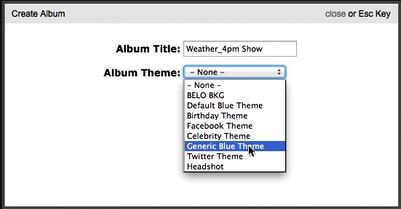 Create Album
close or Esc Key
Album Title: Weather_4pm Show
Album Theme: - None -
- None -
BELO BKG
Default Blue Theme
Birthday Theme
Facebook Theme
Celebrity Theme
Generic Blue Theme
Twitter Theme
Headshot